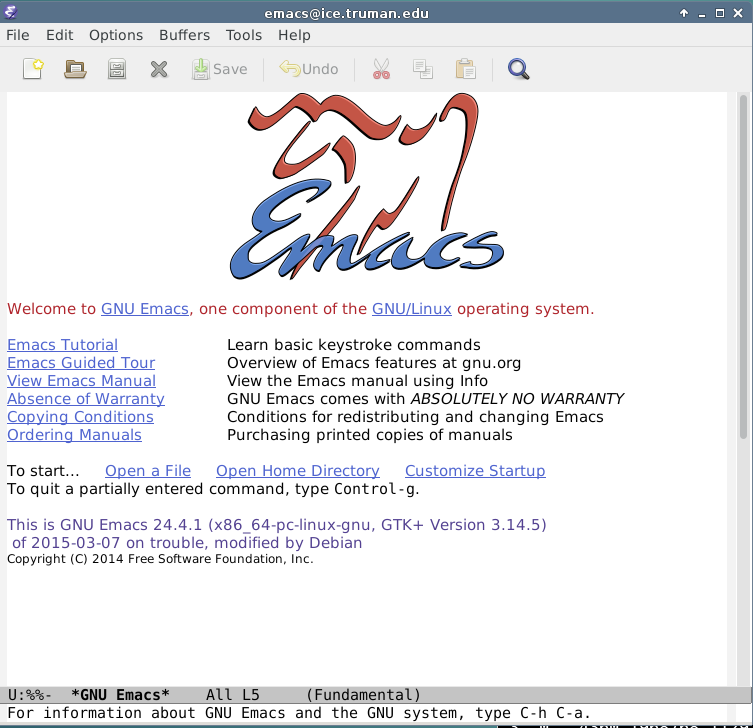 emacs@ice.truman.edu
File Edit Options Buffers Tools Help
Save Undo
Emacs
Welcome to GNU Emacs, one component of the GNU/Linux operating system.
Emacs Tutorial Learn basic keystroke commands
Emacs Guided Tour Overview of Emacs features at gnu.org
View Emacs Manual View the Emacs manual using Info
Absence of Warranty GNU Emacs comes with ABSOLUTELY NO WARRANTY
Copying Conditions Conditions for redistributing and changing Emacs
Ordering Manuals Purchasing printed copies of manuals
To start... Open a File Open Home Directory Customize Startup
To quit a partially entered command, type Control-g.
This is GNU Emacs 24.4.1 (x86_64-pc-linux-gnu, GTK+ Version 3.14.5)
of 2015-03-07 on trouble, modified by Debian
Copyright (C) 2014 Free Software Foundation, Inc.
U:%%- *GNU Emacs* All L5 (Fundamental)
For information about GNU Emacs and the GNU system, type C-h C-a.